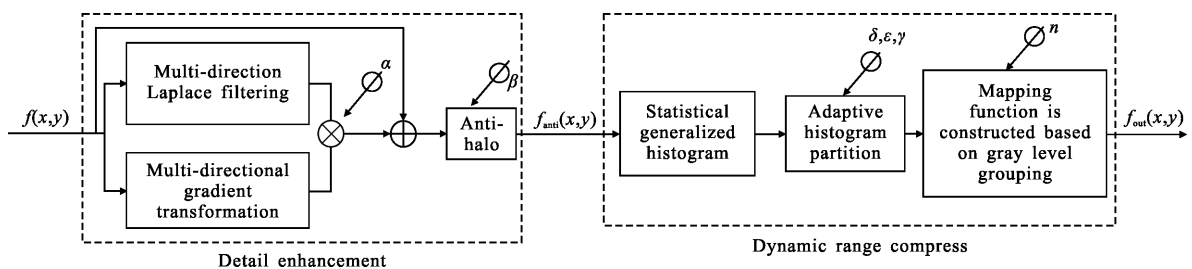 f(x,y)
Multi-direction
Laplace filtering
Multi-directional
gradient
transformation
α
β
Anti-
halo
Detail enhancement
f_anti(x,y)
Statistical
generalized
histogram
δ,ε,γ
Adaptive
histogram
partition
n
Mapping
function is
constructed based
on gray level
grouping
Dynamic range compress
f_out(x,y)